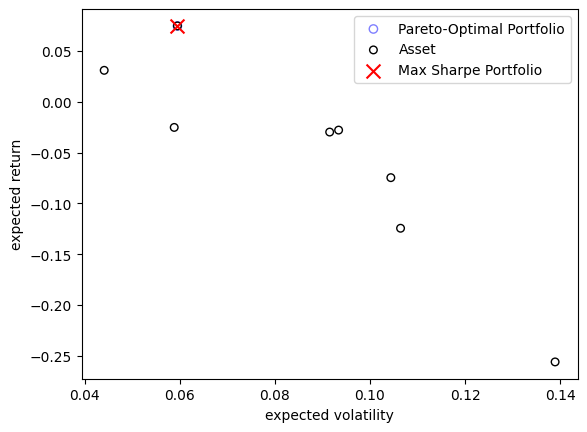 Pareto-Optimal Portfolio
Asset
Max Sharpe Portfolio
0.05
0.00
−0.05
−0.10
−0.15
−0.20
−0.25
expected return
0.04 0.06 0.08 0.10 0.12 0.14
expected volatility